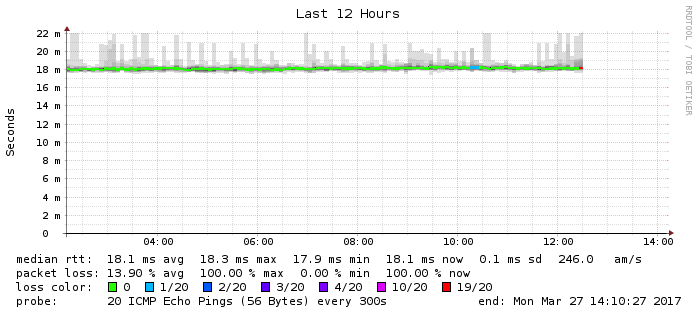 Last 12 Hours
RRDTOOL / TOBI OETIKER
Seconds
22 m
20 m
18 m
16 m
14 m
12 m
10 m
8 m
6 m
4 m
2 m
0
04:00 06:00 08:00 10:00 12:00 14:00
median rtt: 18.1 ms avg 18.3 ms max 17.9 ms min 18.1 ms now 0.1 ms sd 246.0 am/s
packet loss: 13.90 % avg 100.00 % max 0.00 % min 100.00 % now
loss color: 0 1/20 2/20 3/20 4/20 10/20 19/20
probe: 20 ICMP Echo Pings (56 Bytes) every 300s end: Mon Mar 27 14:10:27 2017